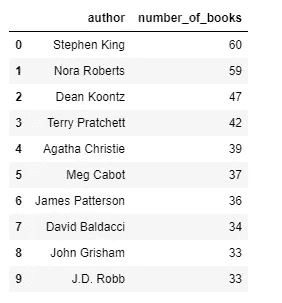 author number_of_books
0 Stephen King 60
1 Nora Roberts 59
2 Dean Koontz 47
3 Terry Pratchett 42
4 Agatha Christie 39
5 Meg Cabot 37
6 James Patterson 36
7 David Baldacci 34
8 John Grisham 33
9 J.D. Robb 33